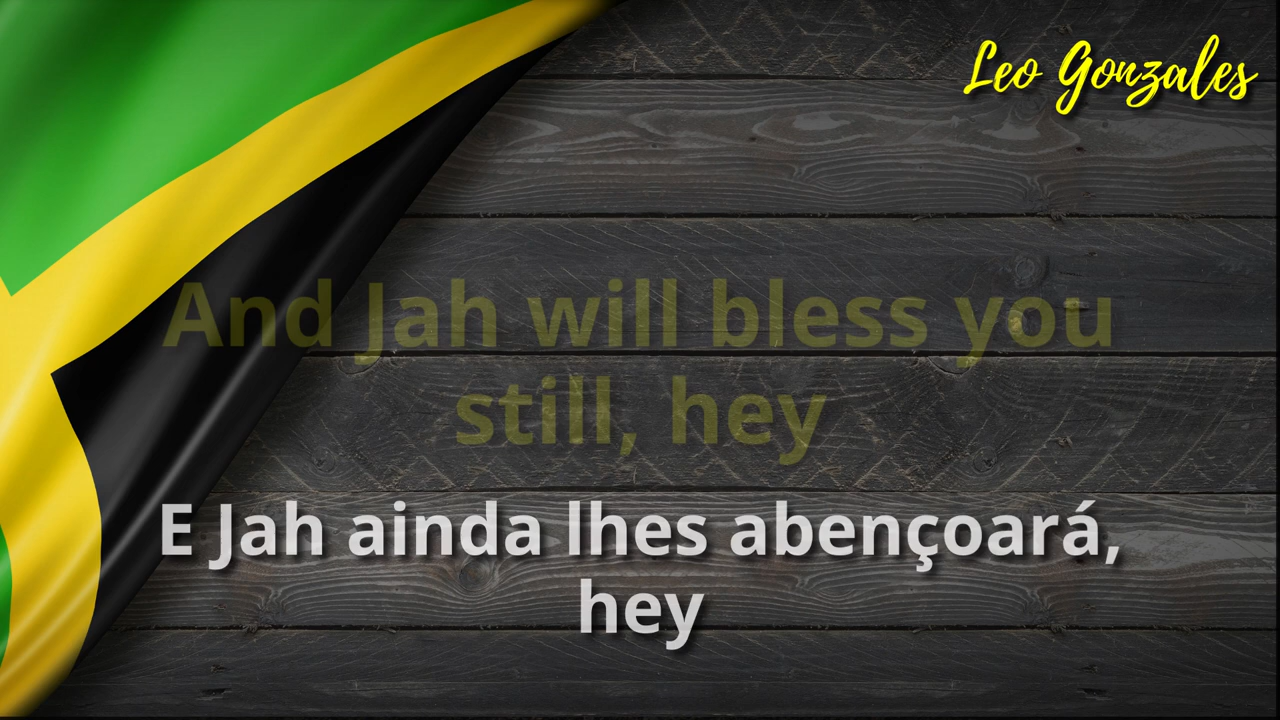 Leo Gonzales
And Jah will bless you
still, hey
E Jah ainda lhes abençoará,
hey